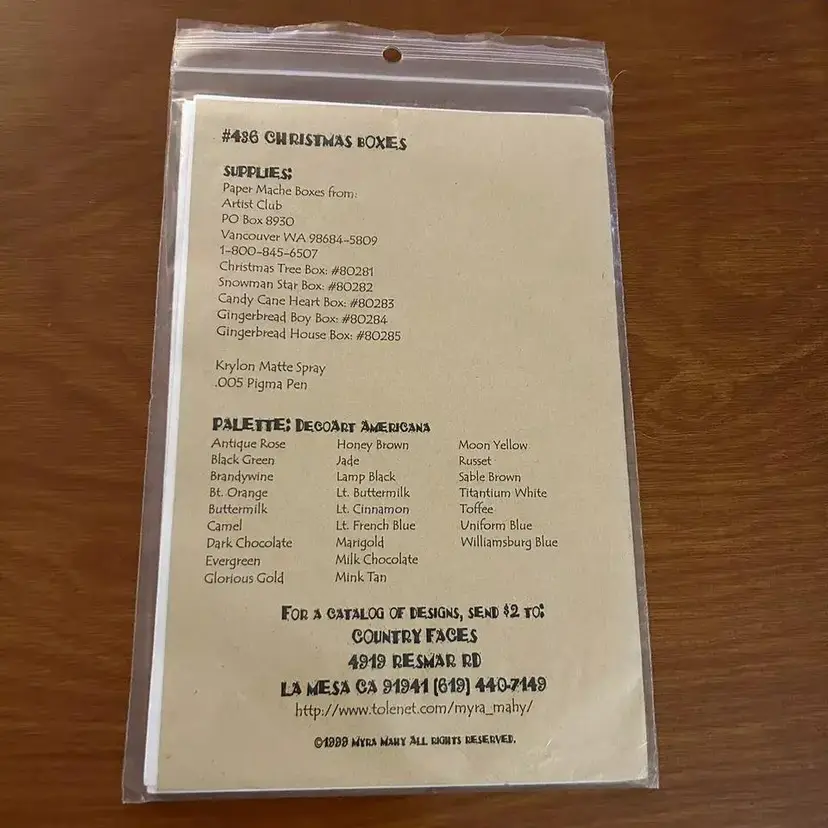 #436 CHRISTMAS BOXES
SUPPLIES:
Paper Mache Boxes from:
Artist Club
PO Box 8930
Vancouver WA 98684-5809
1-800-845-6507
Christmas Tree Box: #80281
Snowman Star Box: #80282
Candy Cane Heart Box: #80283
Gingerbread Boy Box: #80284
Gingerbread House Box: #80285
Krylon Matte Spray
.005 Pigma Pen
PALETTE: DECOART AMERICANA
Antique Rose Honey Brown Moon Yellow
Black Green Jade Russet
Brandywine Lamp Black Sable Brown
Bt. Orange Lt. Buttermilk Titantium White
Buttermilk Lt. Cinnamon Toffee
Camel Lt. French Blue Uniform Blue
Dark Chocolate Marigold Williamsburg Blue
Evergreen Milk Chocolate
Glorious Gold Mink Tan
FOR A CATALOG OF DESIGNS, SEND $2 TO:
COUNTRY FACES
4919 RESMAR RD
LA MESA CA 91941 (619) 440-7149
http://www.tolenet.com/myra_mahy/
©1999 MYRA MAHY ALL RIGHTS RESERVED.